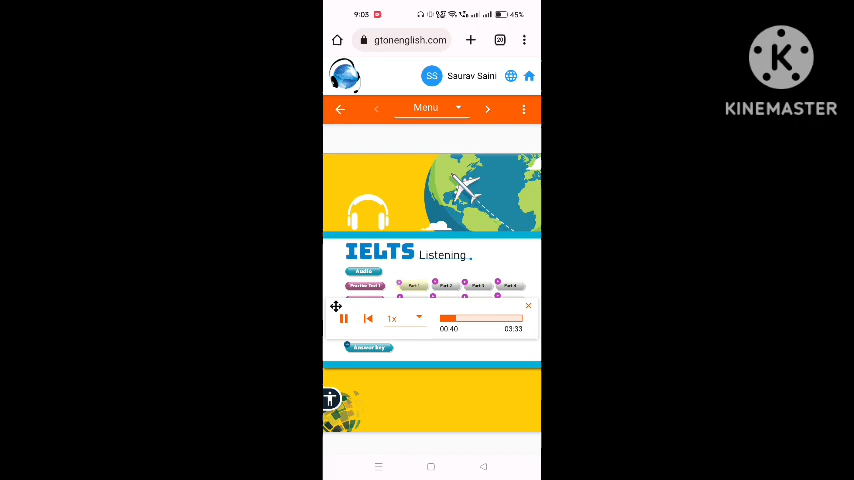 9:03
45%
gtonenglish.com
20
SS Saurav Saini
Menu
IELTS Listening
Audio
Practice Test 1 Part 1 Part 2 Part 3 Part 4
1x
00:40 03:33
Answer key
K
KINEMASTER